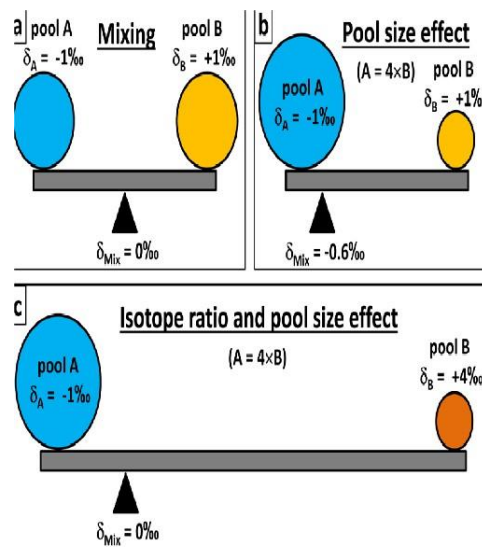 a
Mixing
pool A
δA = -1‰
pool B
δB = +1‰
δMix = 0‰
b
Pool size effect
(A = 4×B)
pool A
δA = -1‰
pool B
δB = +1%
δMix = -0.6‰
c
Isotope ratio and pool size effect
(A = 4×B)
pool A
δA = -1‰
pool B
δB = +4‰
δMix = 0‰